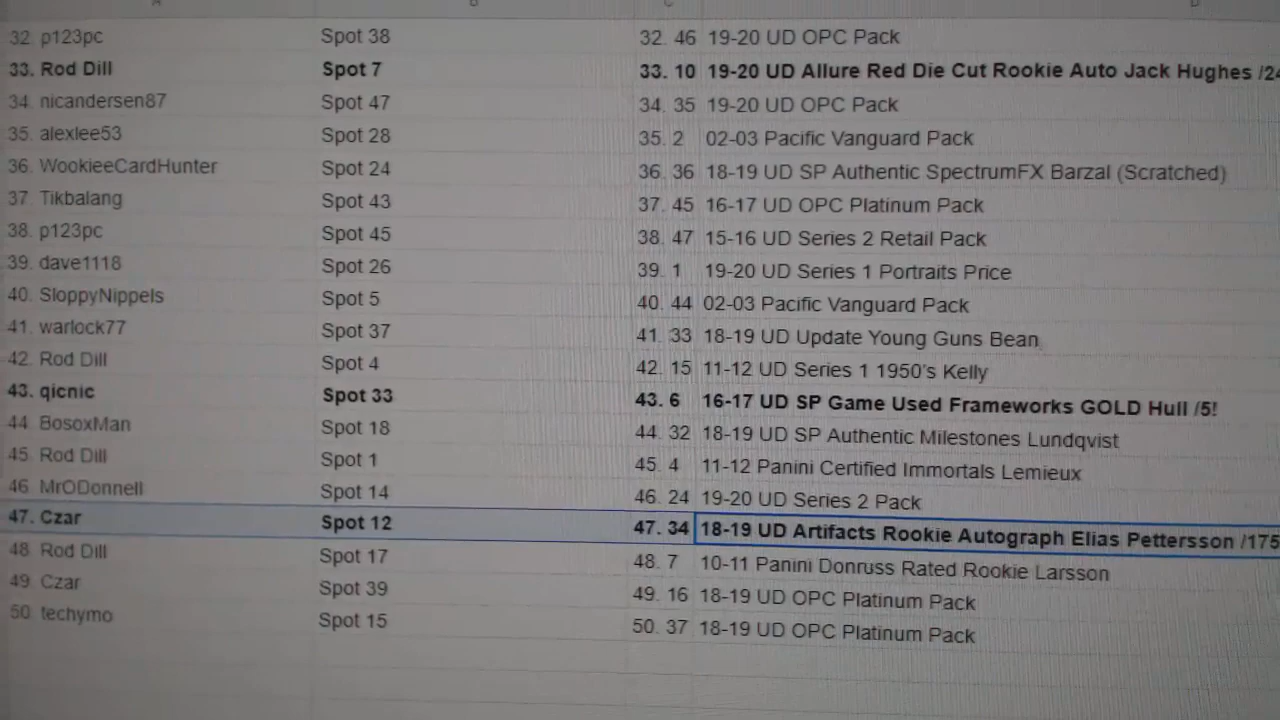 A B C D
32. p123pc Spot 38 32. 46 19-20 UD OPC Pack
33. Rod Dill Spot 7 33. 10 19-20 UD Allure Red Die Cut Rookie Auto Jack Hughes /24
34. nicandersen87 Spot 47 34. 35 19-20 UD OPC Pack
35. alexlee53 Spot 28 35. 2 02-03 Pacific Vanguard Pack
36. WookieeCardHunter Spot 24 36. 36 18-19 UD SP Authentic SpectrumFX Barzal (Scratched)
37. Tikbalang Spot 43 37. 45 16-17 UD OPC Platinum Pack
38. p123pc Spot 45 38. 47 15-16 UD Series 2 Retail Pack
39. dave1118 Spot 26 39. 1 19-20 UD Series 1 Portraits Price
40. SloppyNippels Spot 5 40. 44 02-03 Pacific Vanguard Pack
41. warlock77 Spot 37 41. 33 18-19 UD Update Young Guns Bean
42. Rod Dill Spot 4 42. 15 11-12 UD Series 1 1950's Kelly
43. qicnic Spot 33 43. 6 16-17 UD SP Game Used Frameworks GOLD Hull /5!
44. BosoxMan Spot 18 44. 32 18-19 UD SP Authentic Milestones Lundqvist
45. Rod Dill Spot 1 45. 4 11-12 Panini Certified Immortals Lemieux
46. MrODonnell Spot 14 46. 24 19-20 UD Series 2 Pack
47. Czar Spot 12 47. 34 18-19 UD Artifacts Rookie Autograph Elias Pettersson /175
48. Rod Dill Spot 17 48. 7 10-11 Panini Donruss Rated Rookie Larsson
49. Czar Spot 39 49. 16 18-19 UD OPC Platinum Pack
50. techymo Spot 15 50. 37 18-19 UD OPC Platinum Pack